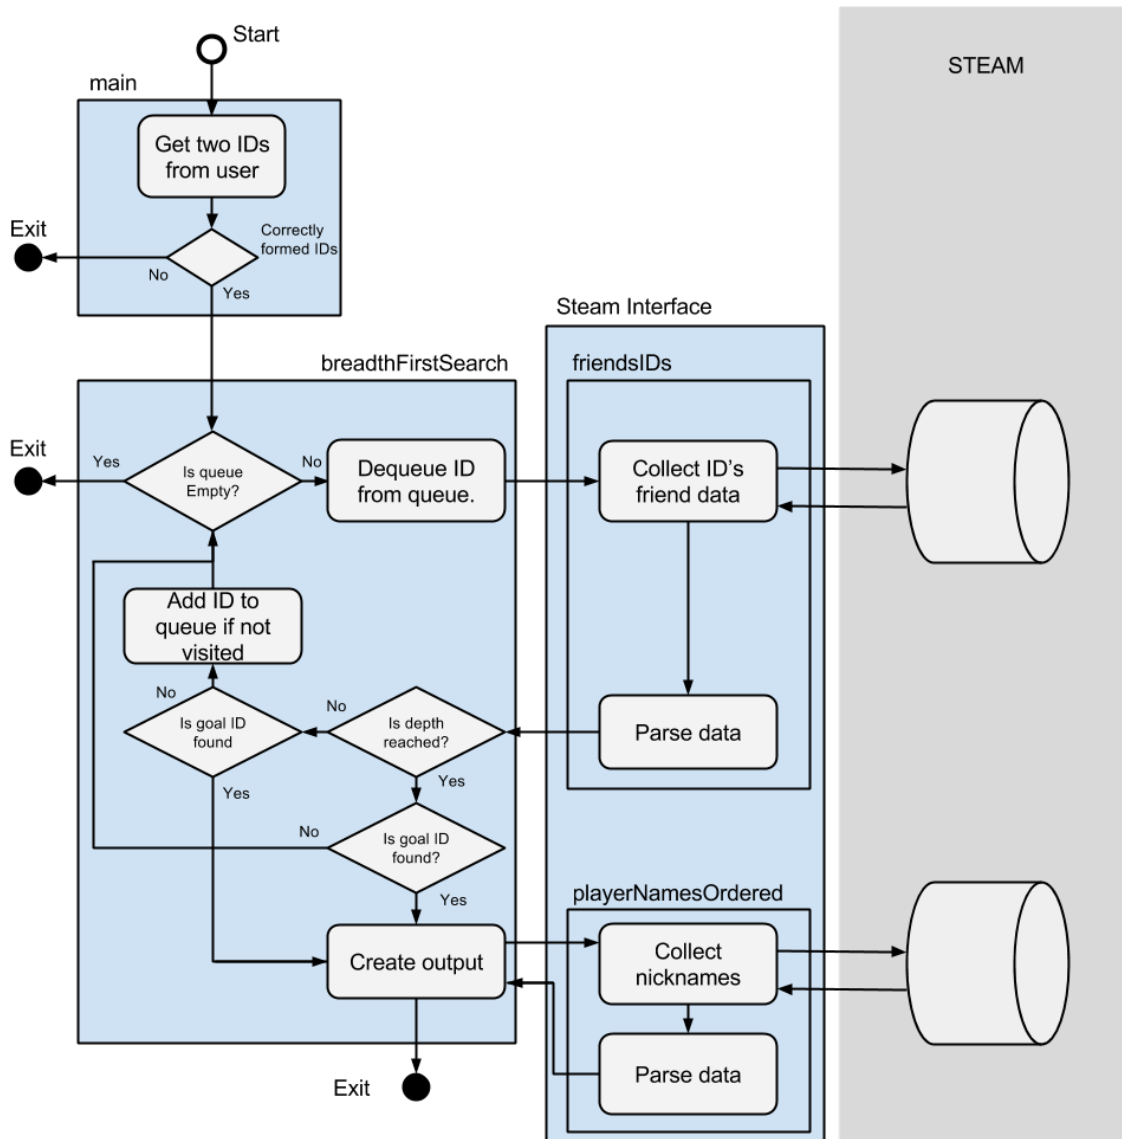 Start
STEAM
main
Get two IDs
from user
Exit
Correctly
formed IDs
No
Yes
Steam Interface
breadthFirstSearch
friendsIDs
Exit
Yes
Is queue
Empty?
No
Dequeue ID
from queue.
Collect ID's
friend data
Add ID to
queue if not
visited
No
Is goal ID
found
No
Is depth
reached?
Parse data
Yes
Yes
No
Is goal ID
found?
Yes
playerNamesOrdered
Create output
Collect
nicknames
Parse data
Exit